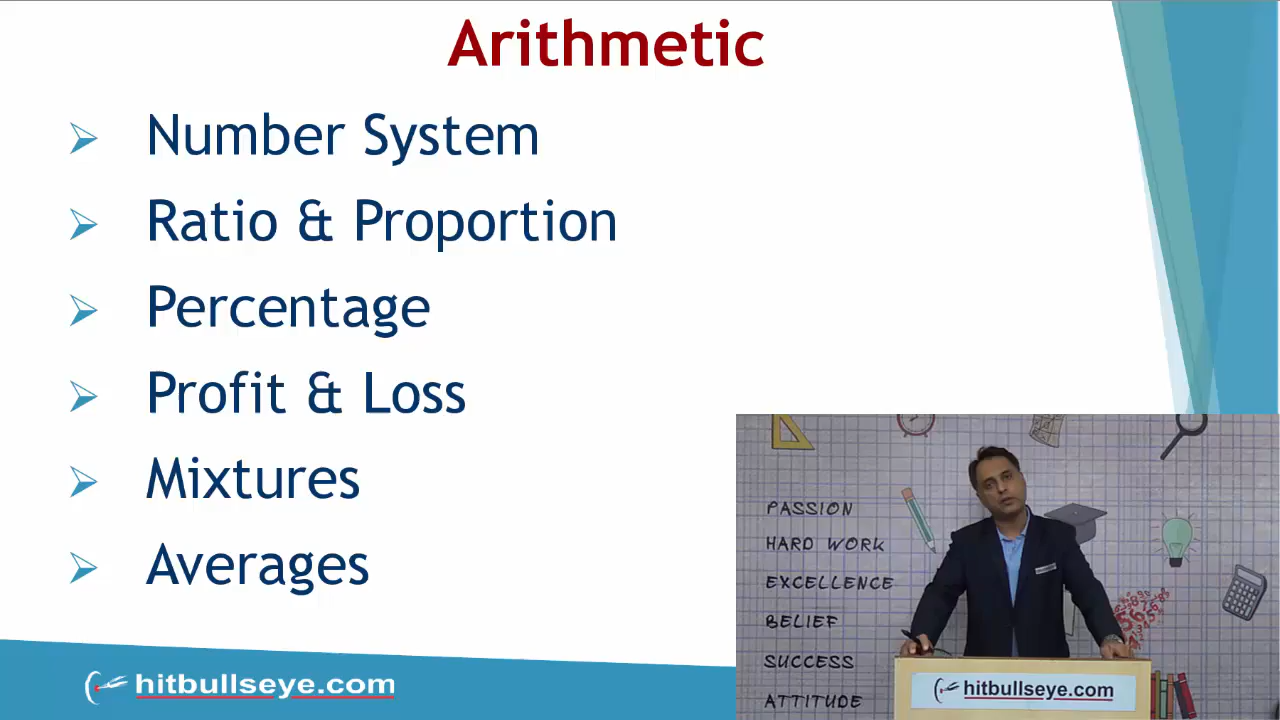 Arithmetic
Number System
Ratio & Proportion
Percentage
Profit & Loss
Mixtures
Averages
PASSION
HARD WORK
EXCELLENCE
BELIEF
SUCCESS
ATTITUDE
hitbullseye.com
hitbullseye.com